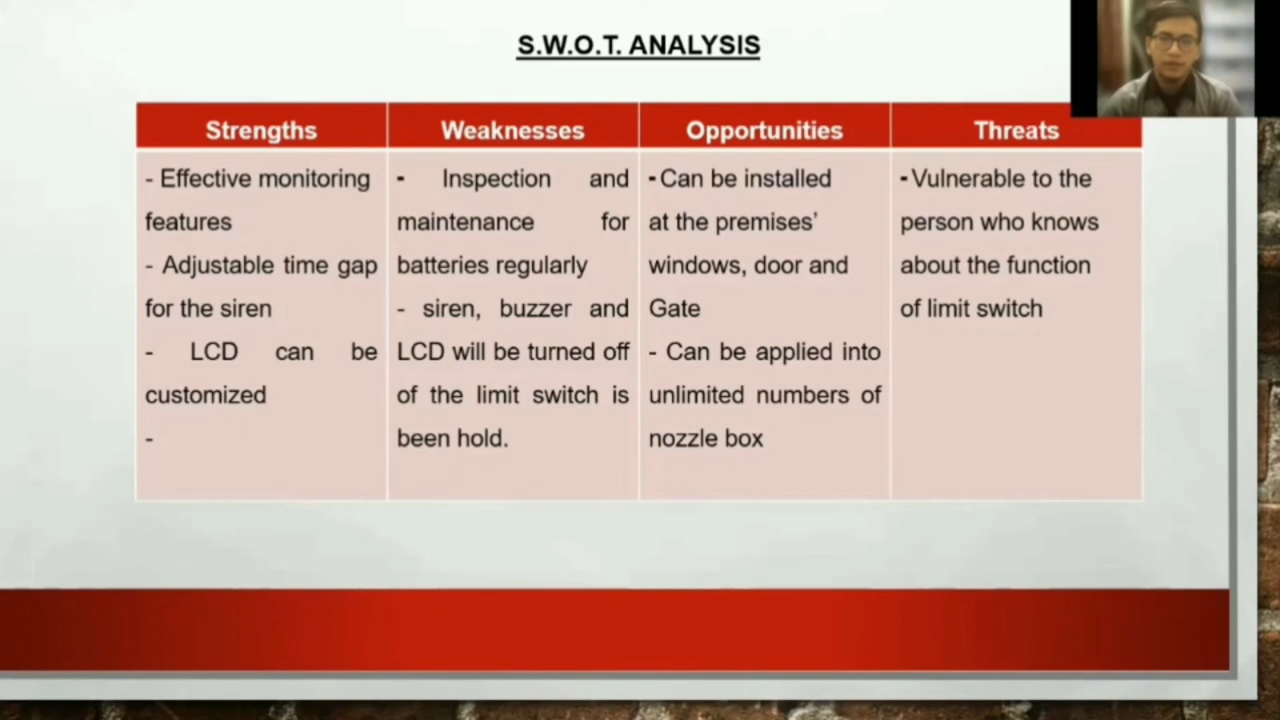 S.W.O.T. ANALYSIS
Strengths
- Effective monitoring
features
- Adjustable time gap
for the siren
- LCD can be
customized
-
Weaknesses
- Inspection and
maintenance for
batteries regularly
- siren, buzzer and
LCD will be turned off
of the limit switch is
been hold.
Opportunities
- Can be installed
at the premises’
windows, door and
Gate
- Can be applied into
unlimited numbers of
nozzle box
Threats
- Vulnerable to the
person who knows
about the function
of limit switch